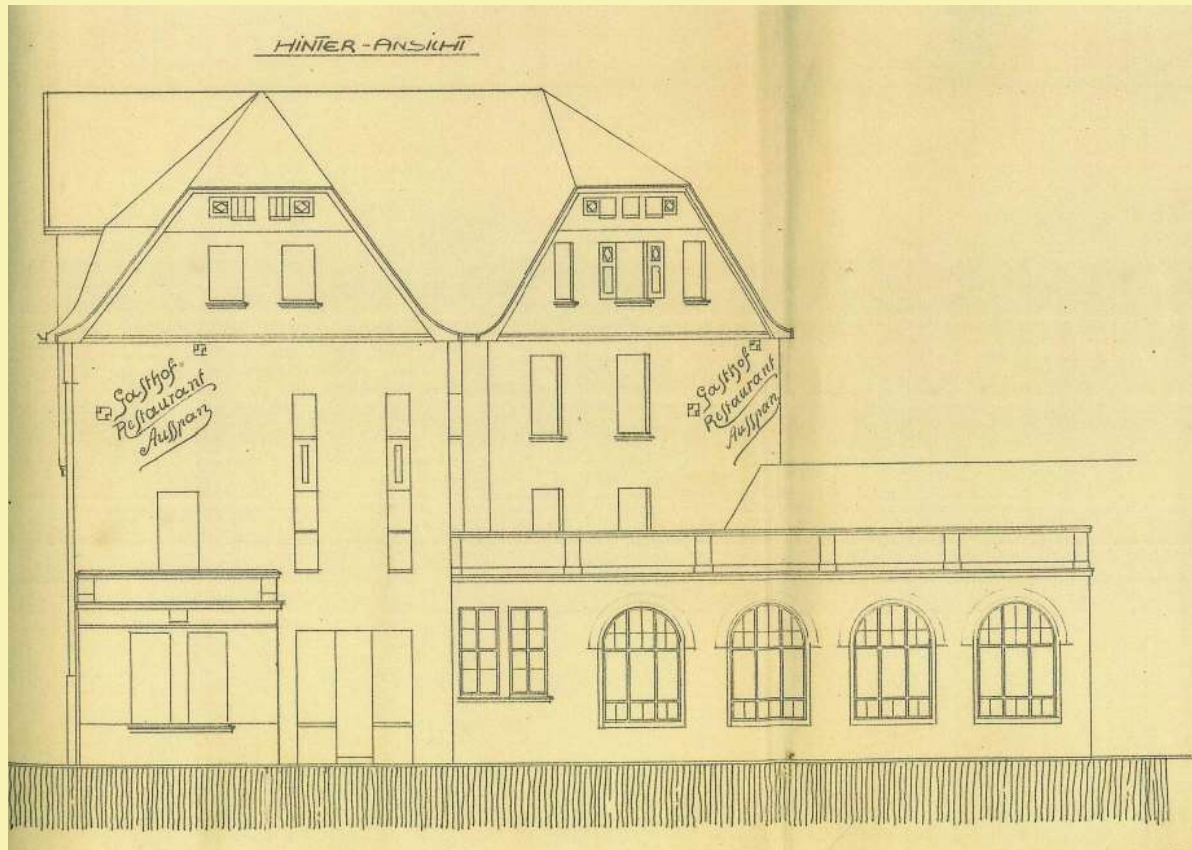 HINTER-ANSICHT
Gasthof
Restaurant
Ausspan
Gasthof
Restaurant
Ausspan